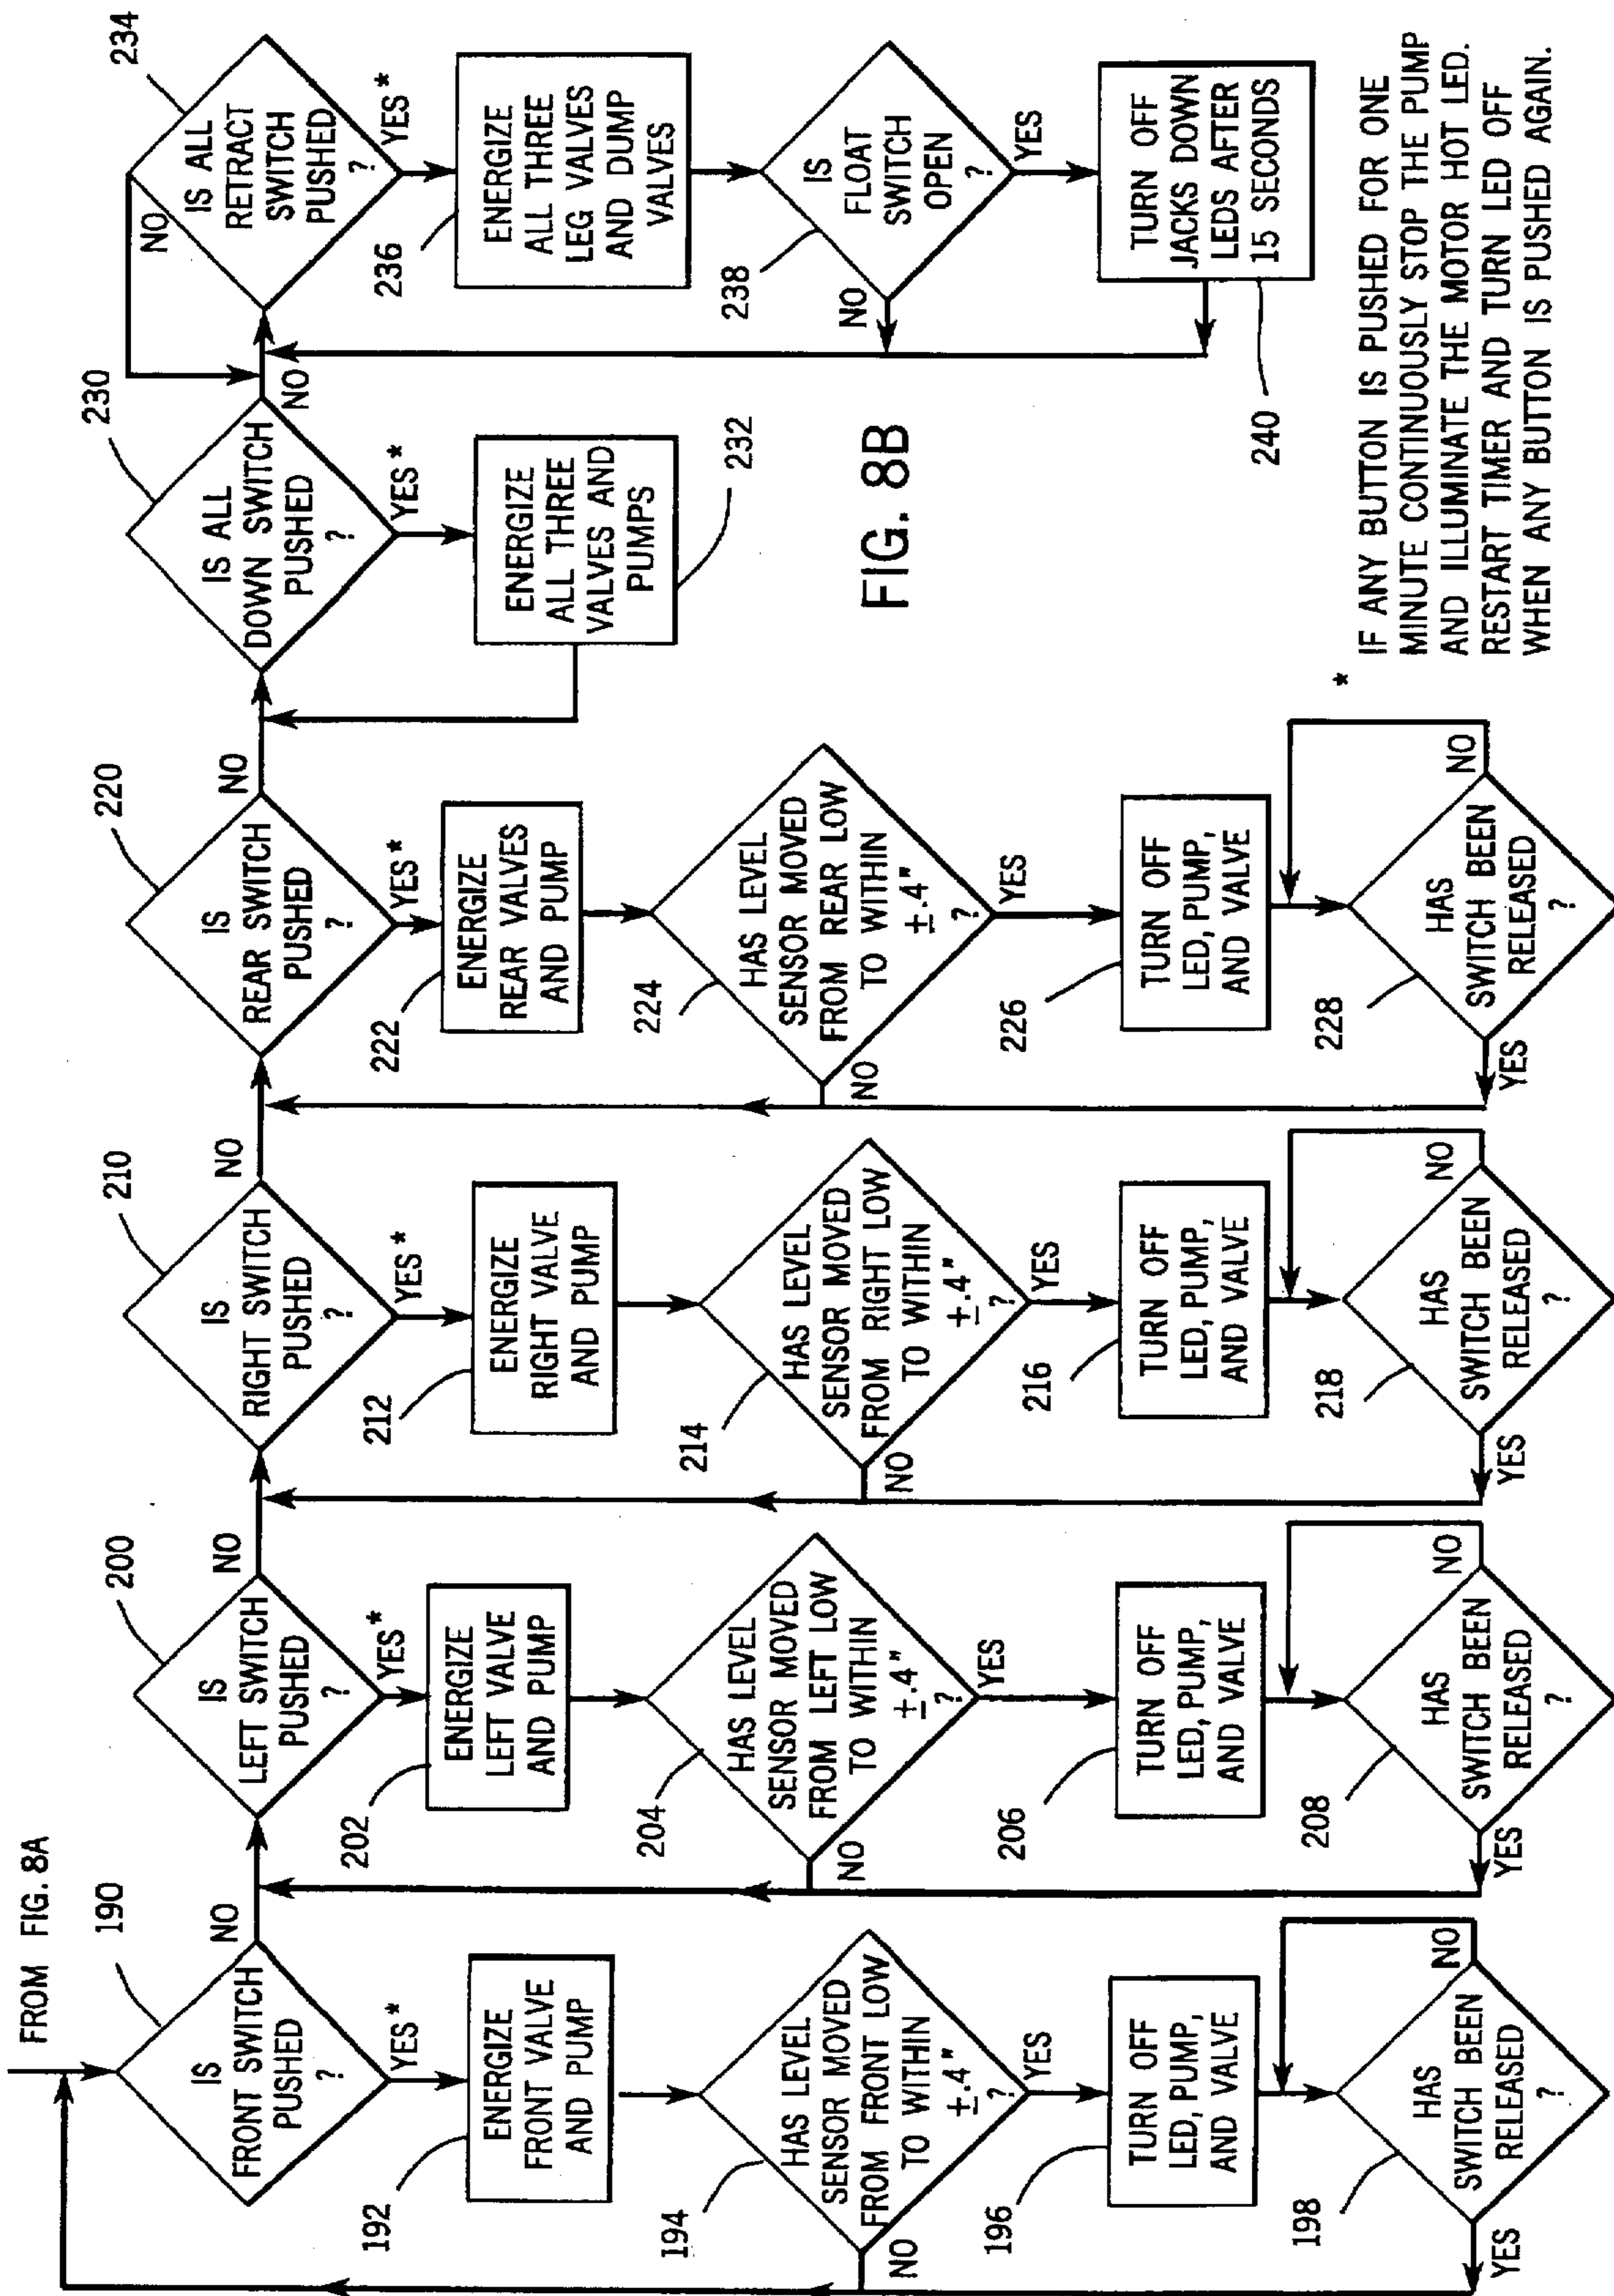 FROM FIG. 8A
190
IS
FRONT SWITCH
PUSHED
?
NO
YES*
192
ENERGIZE
FRONT VALVE
AND PUMP
194
HAS LEVEL
SENSOR MOVED
FROM FRONT LOW
TO WITHIN
±.4"
?
NO
YES
196
TURN OFF
LED, PUMP,
AND VALVE
198
HAS
SWITCH BEEN
RELEASED
?
NO
YES
200
IS
LEFT SWITCH
PUSHED
?
NO
YES*
202
ENERGIZE
LEFT VALVE
AND PUMP
204
HAS LEVEL
SENSOR MOVED
FROM LEFT LOW
TO WITHIN
±.4"
?
NO
YES
206
TURN OFF
LED, PUMP,
AND VALVE
208
HAS
SWITCH BEEN
RELEASED
?
NO
YES
210
IS
RIGHT SWITCH
PUSHED
?
NO
YES*
212
ENERGIZE
RIGHT VALVE
AND PUMP
214
HAS LEVEL
SENSOR MOVED
FROM RIGHT LOW
TO WITHIN
±.4"
?
NO
YES
216
TURN OFF
LED, PUMP,
AND VALVE
218
HAS
SWITCH BEEN
RELEASED
?
NO
YES
220
IS
REAR SWITCH
PUSHED
?
NO
YES*
222
ENERGIZE
REAR VALVES
AND PUMP
224
HAS LEVEL
SENSOR MOVED
FROM REAR LOW
TO WITHIN
±.4"
?
NO
YES
226
TURN OFF
LED, PUMP,
AND VALVE
228
HAS
SWITCH BEEN
RELEASED
?
NO
YES
230
IS ALL
DOWN SWITCH
PUSHED
?
NO
YES*
ENERGIZE
ALL THREE
VALVES AND
PUMPS
232
234
IS ALL
RETRACT
SWITCH
PUSHED
?
NO
YES*
236
ENERGIZE
ALL THREE
LEG VALVES
AND DUMP
VALVES
238
IS
FLOAT
SWITCH
OPEN
?
NO
YES
TURN OFF
JACKS DOWN
LEDS AFTER
15 SECONDS
240
FIG. 8B
*
IF ANY BUTTON IS PUSHED FOR ONE
MINUTE CONTINUOUSLY STOP THE PUMP
AND ILLUMINATE THE MOTOR HOT LED.
RESTART TIMER AND TURN LED OFF
WHEN ANY BUTTON IS PUSHED AGAIN.